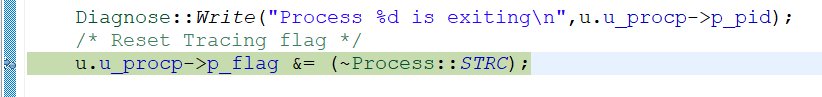 Diagnose::Write("Process %d is exiting\n",u.u_procp->p_pid);
/* Reset Tracing flag */
u.u_procp->p_flag &= (~Process::STRC);